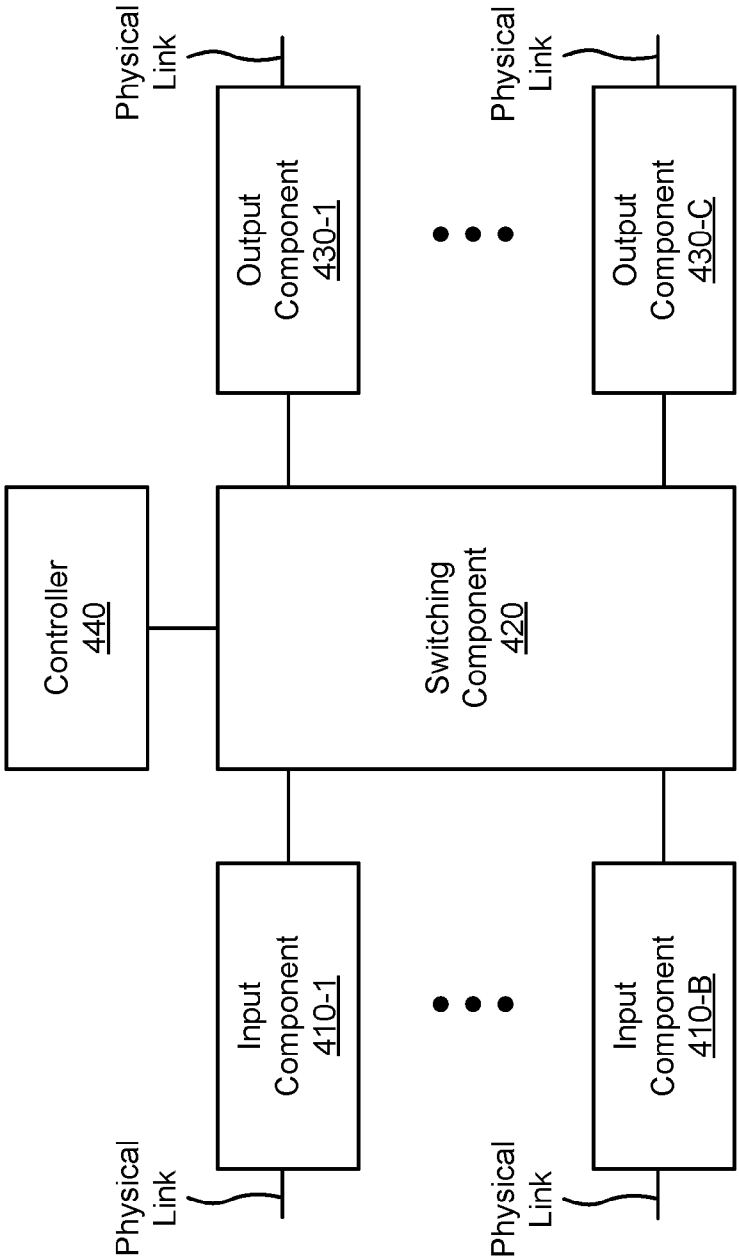 Controller
440
Physical
Link
Input
Component
410-1
Switching
Component
420
Output
Component
430-1
Physical
Link
Physical
Link
Input
Component
410-B
Output
Component
430-C
Physical
Link